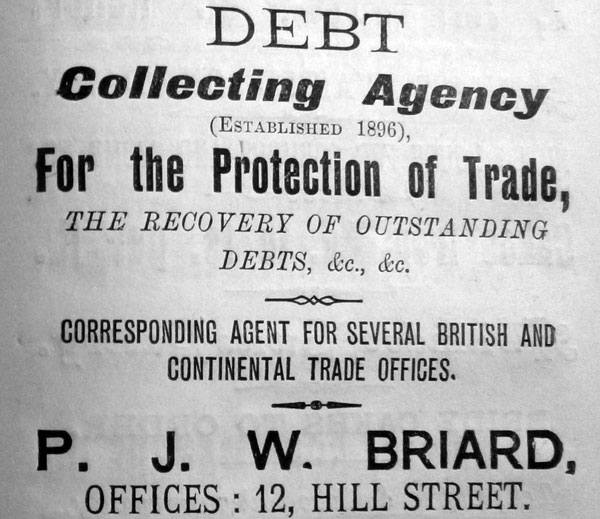 DEBT
Collecting Agency
(ESTABLISHED 1896),
For the Protection of Trade,
THE RECOVERY OF OUTSTANDING
DEBTS, &c., &c.
CORRESPONDING AGENT FOR SEVERAL BRITISH AND
CONTINENTAL TRADE OFFICES.
P. J. W. BRIARD,
OFFICES : 12, HILL STREET.